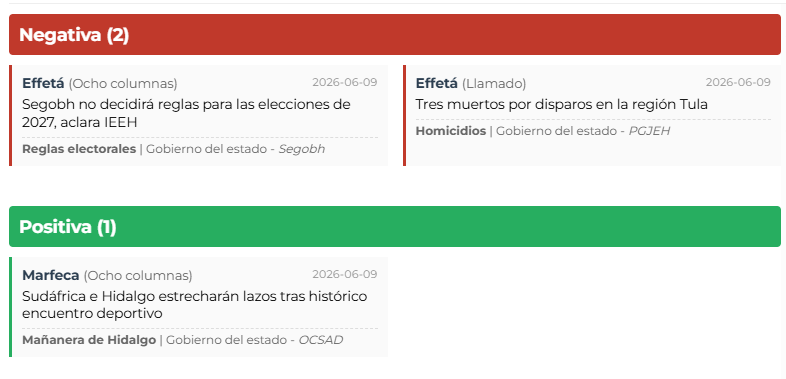 Negativa (2)
Effetá (Ocho columnas) 2026-06-09
Segobh no decidirá reglas para las elecciones de
2027, aclara IEEH
Reglas electorales | Gobierno del estado - Segobh
Effetá (Llamado) 2026-06-09
Tres muertos por disparos en la región Tula
Homicidios | Gobierno del estado - PGJEH
Positiva (1)
Marfeca (Ocho columnas) 2026-06-09
Sudáfrica e Hidalgo estrecharán lazos tras histórico
encuentro deportivo
Mañanera de Hidalgo | Gobierno del estado - OCSAD